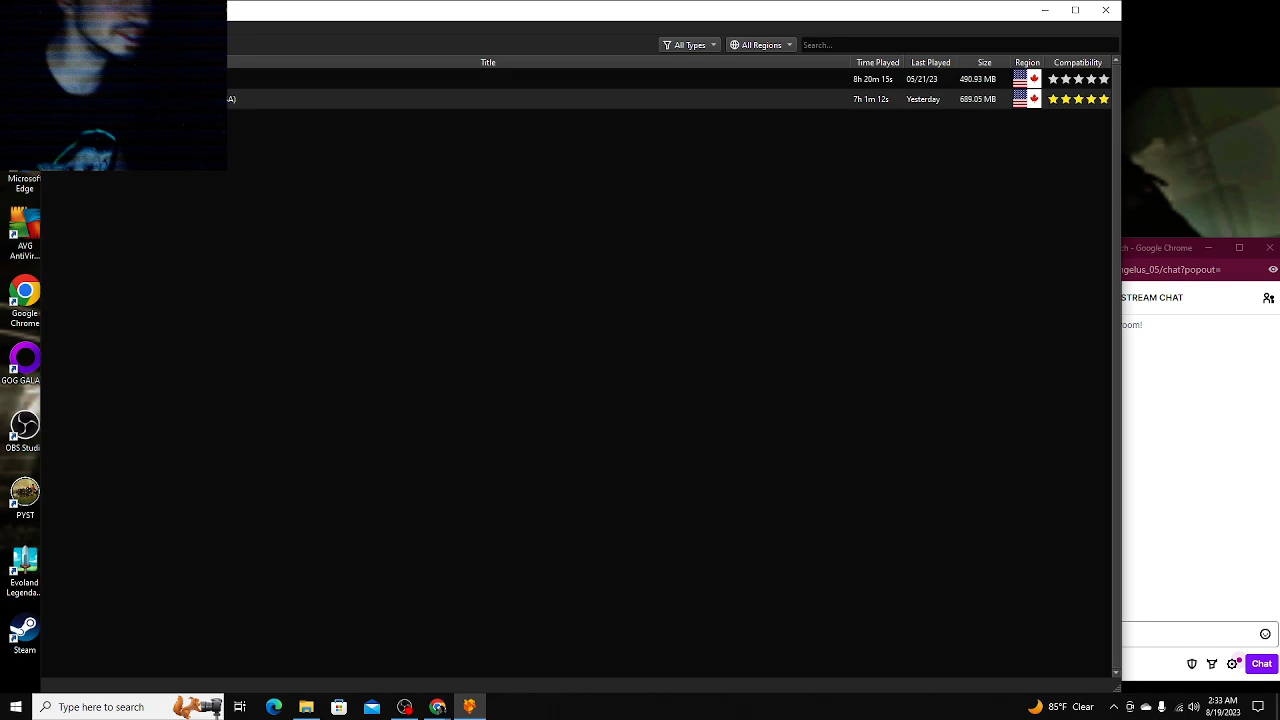 All Types
All Regions
Search...
Title
Time Played
Last Played
Size
Region
Compatibility
8h 20m 15s
05/21/23
490.93 MB
A)
7h 1m 12s
Yesterday
689.05 MB
Microsoft
Edge
AVG
AntiVir...
Google
Chrome
GOG GALA
OBS Studi
PYST
Evoland
Legenda...
Steam
ch - Google Chrome
ngelus_05/chat?popout=
STREAM CHAT
oom!
Chat
Type here to search
85°F Clear
2:33 AM
8/19/2023